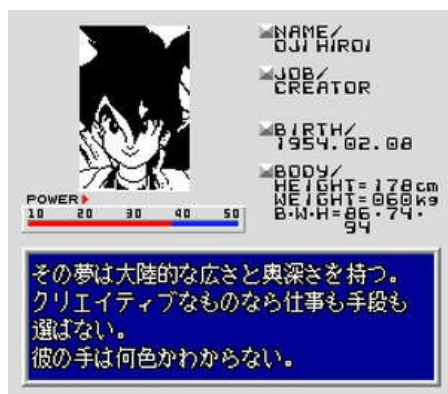 NAME/
OJI HIROI
JOB/
CREATOR
BIRTH/
1954.02.08
BODY/
HEIGHT=178cm
WEIGHT=060kg
B・W・H=86・74・
94
POWER
10 20 30 40 50
その夢は大陸的な広さと奥深さを持つ。
クリエイティブなものなら仕事も手段も
選ばない。
彼の手は何色かわからない。